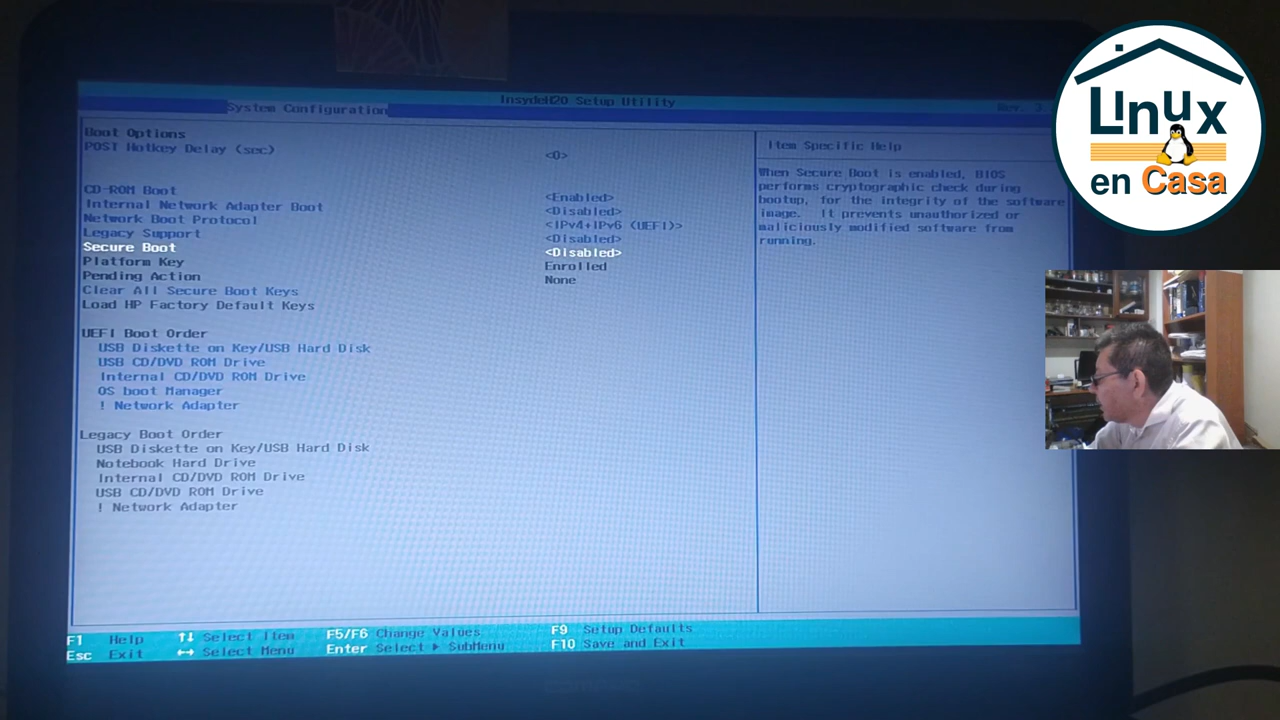 InsydeH20 Setup Utility
System Configuration
Rev. 3.
Boot Options
POST Hotkey Delay (sec) <0>
CD-ROM Boot <Enabled>
Internal Network Adapter Boot <Disabled>
Network Boot Protocol <IPv4+IPv6 (UEFI)>
Legacy Support <Disabled>
Secure Boot <Disabled>
Platform Key Enrolled
Pending Action None
Clear All Secure Boot Keys
Load HP Factory Default Keys
UEFI Boot Order
USB Diskette on Key/USB Hard Disk
USB CD/DVD ROM Drive
Internal CD/DVD ROM Drive
OS boot Manager
! Network Adapter
Legacy Boot Order
USB Diskette on Key/USB Hard Disk
Notebook Hard Drive
Internal CD/DVD ROM Drive
USB CD/DVD ROM Drive
! Network Adapter
Item Specific Help
When Secure Boot is enabled, BIOS
performs cryptographic check during
bootup, for the integrity of the software
image. It prevents unauthorized or
maliciously modified software from
running.
F1 Help ↑↓ Select Item F5/F6 Change Values F9 Setup Defaults
Esc Exit ↔ Select Menu Enter Select ▶ SubMenu F10 Save and Exit
Linux
en Casa